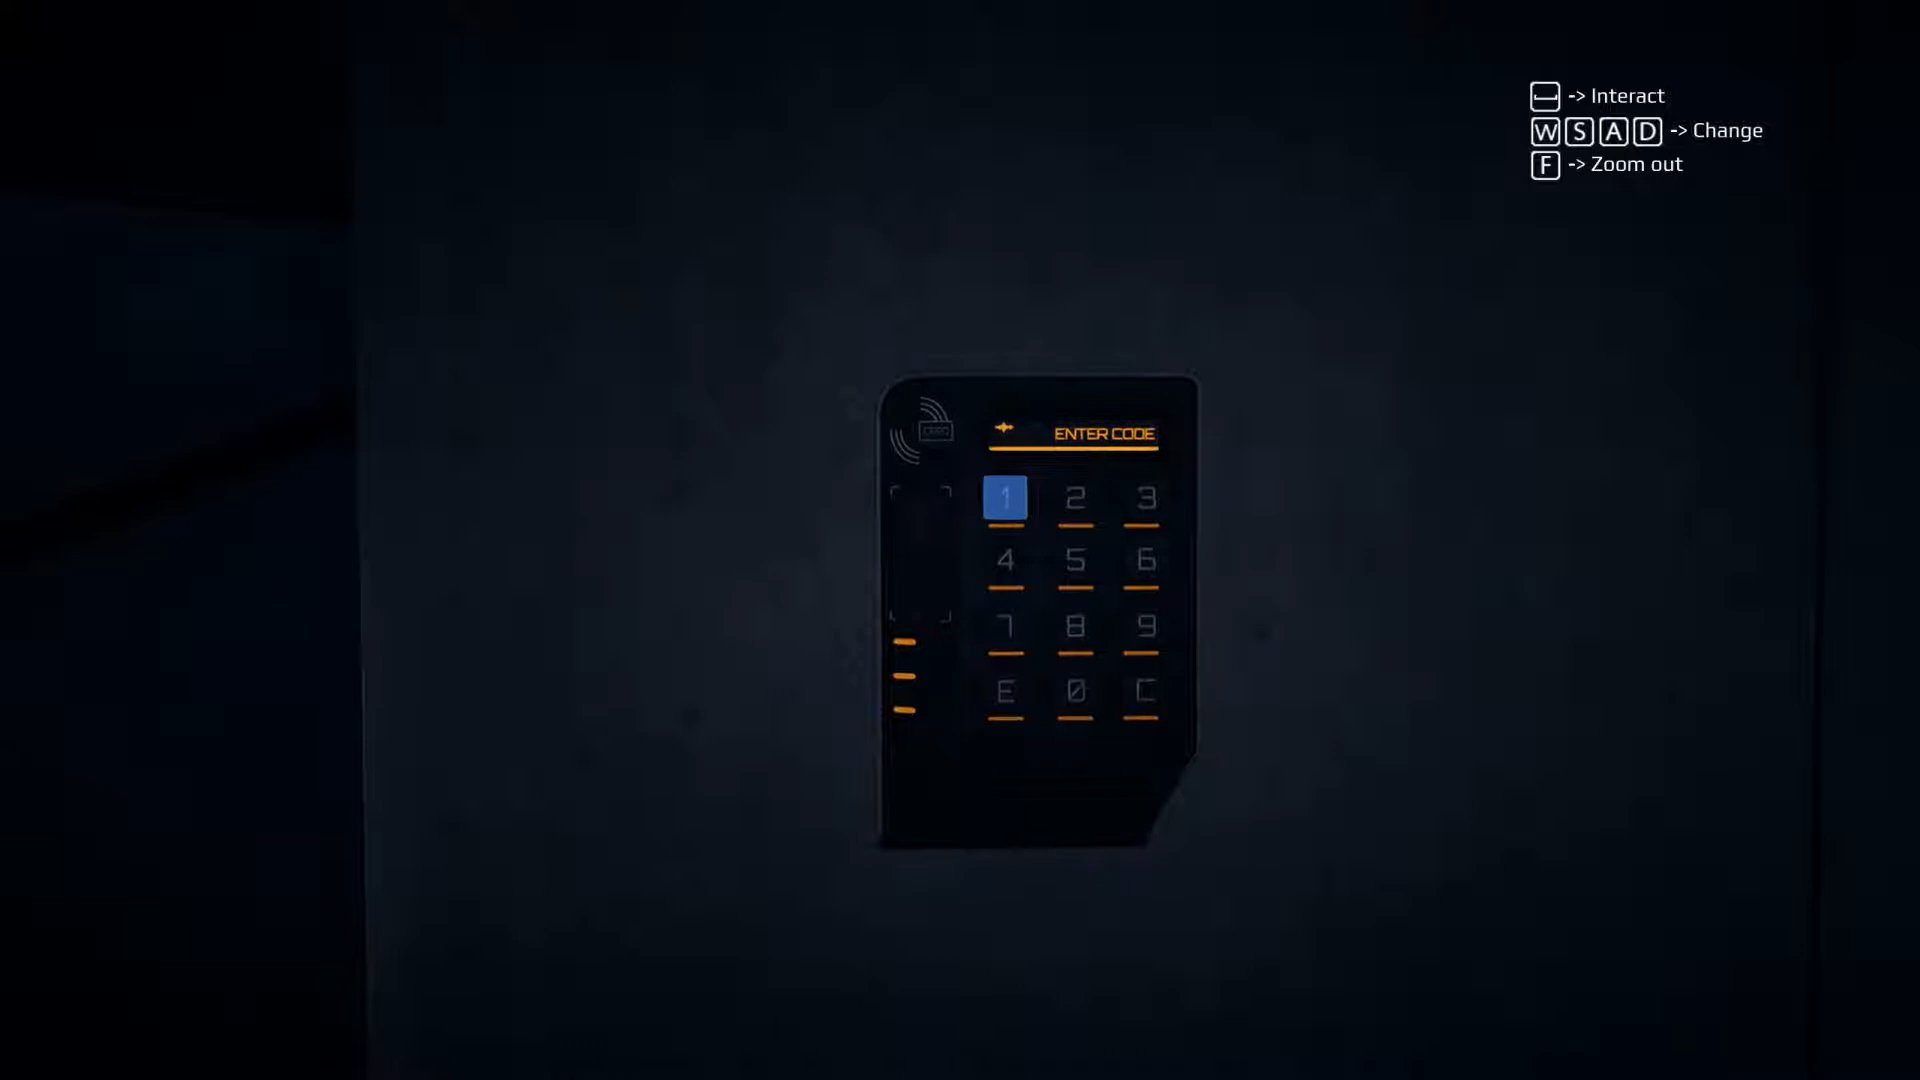 -> Interact
W S A D -> Change
F -> Zoom out
ENTER CODE
1 2 3
4 5 6
7 8 9
E 0 C